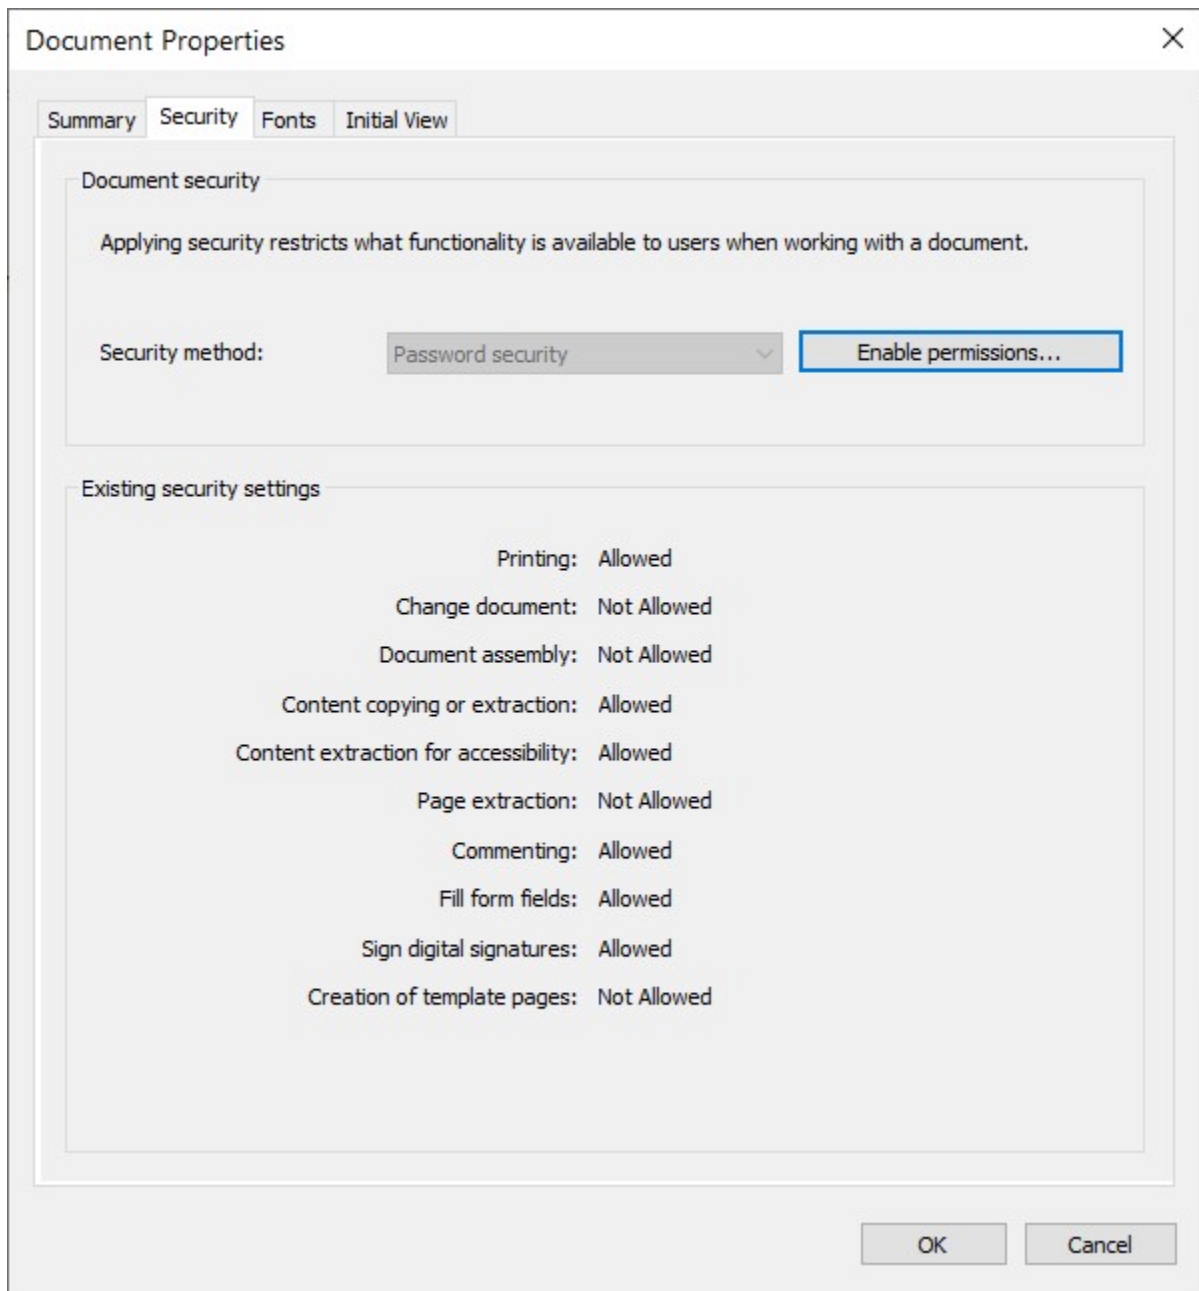 Document Properties
Summary Security Fonts Initial View
Document security
Applying security restricts what functionality is available to users when working with a document.
Security method: Password security Enable permissions...
Existing security settings
Printing: Allowed
Change document: Not Allowed
Document assembly: Not Allowed
Content copying or extraction: Allowed
Content extraction for accessibility: Allowed
Page extraction: Not Allowed
Commenting: Allowed
Fill form fields: Allowed
Sign digital signatures: Allowed
Creation of template pages: Not Allowed
OK Cancel